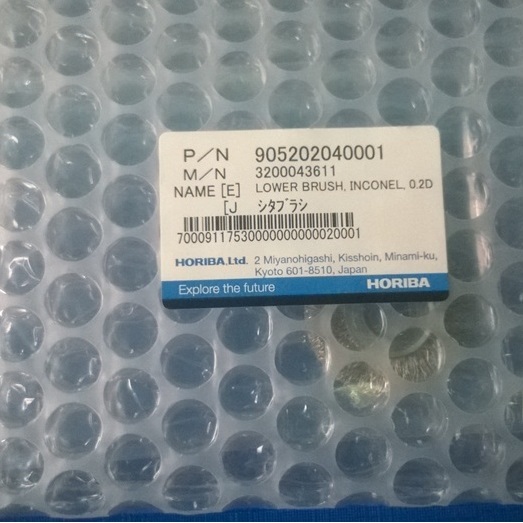 P/N 905202040001
M/N 3200043611
NAME [E] LOWER BRUSH, INCONEL, 0.2D
[J シタブラシ
7000911753000000000000020001
HORIBA,Ltd. 2 Miyanohigashi, Kisshoin, Minami-ku,
Kyoto 601-8510, Japan
Explore the future HORIBA